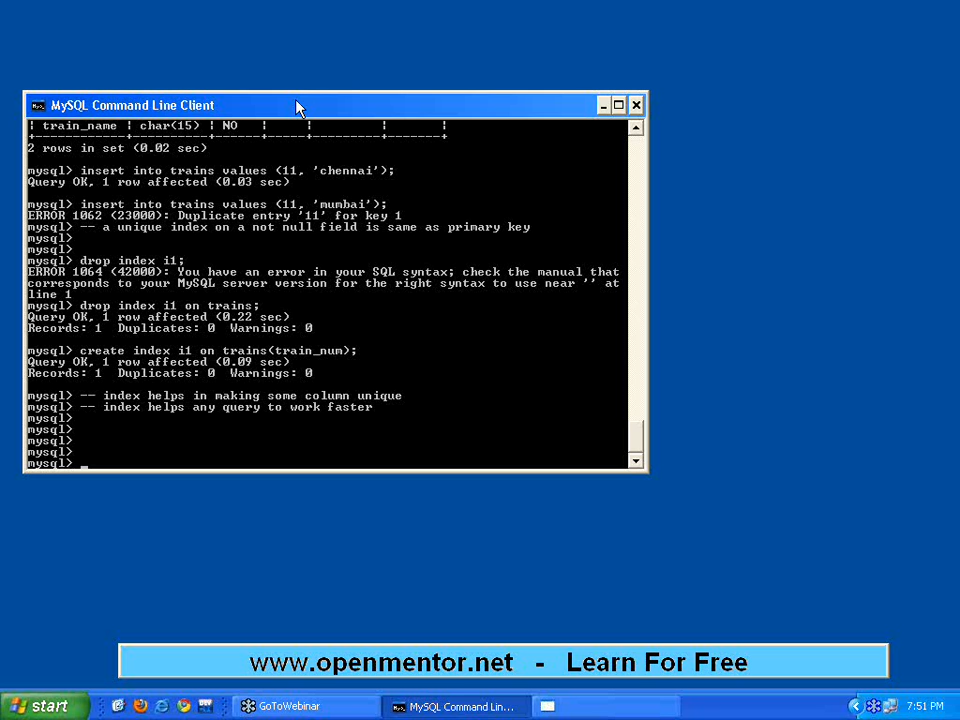 MySQL Command Line Client
| train_name | char(15) | NO | | | |
+------------+----------+------+-----+---------+-------+
2 rows in set (0.02 sec)
mysql> insert into trains values (11, 'chennai');
Query OK, 1 row affected (0.03 sec)
mysql> insert into trains values (11, 'mumbai');
ERROR 1062 (23000): Duplicate entry '11' for key 1
mysql> -- a unique index on a not null field is same as primary key
mysql>
mysql>
mysql> drop index i1;
ERROR 1064 (42000): You have an error in your SQL syntax; check the manual that
corresponds to your MySQL server version for the right syntax to use near '' at
line 1
mysql> drop index i1 on trains;
Query OK, 1 row affected (0.22 sec)
Records: 1  Duplicates: 0  Warnings: 0
mysql> create index i1 on trains(train_num);
Query OK, 1 row affected (0.09 sec)
Records: 1  Duplicates: 0  Warnings: 0
mysql> -- index helps in making some column unique
mysql> -- index helps any query to work faster
mysql>
mysql>
mysql>
mysql>
mysql> _
www.openmentor.net - Learn For Free
start GoToWebinar MySQL Command Lin... 7:51 PM